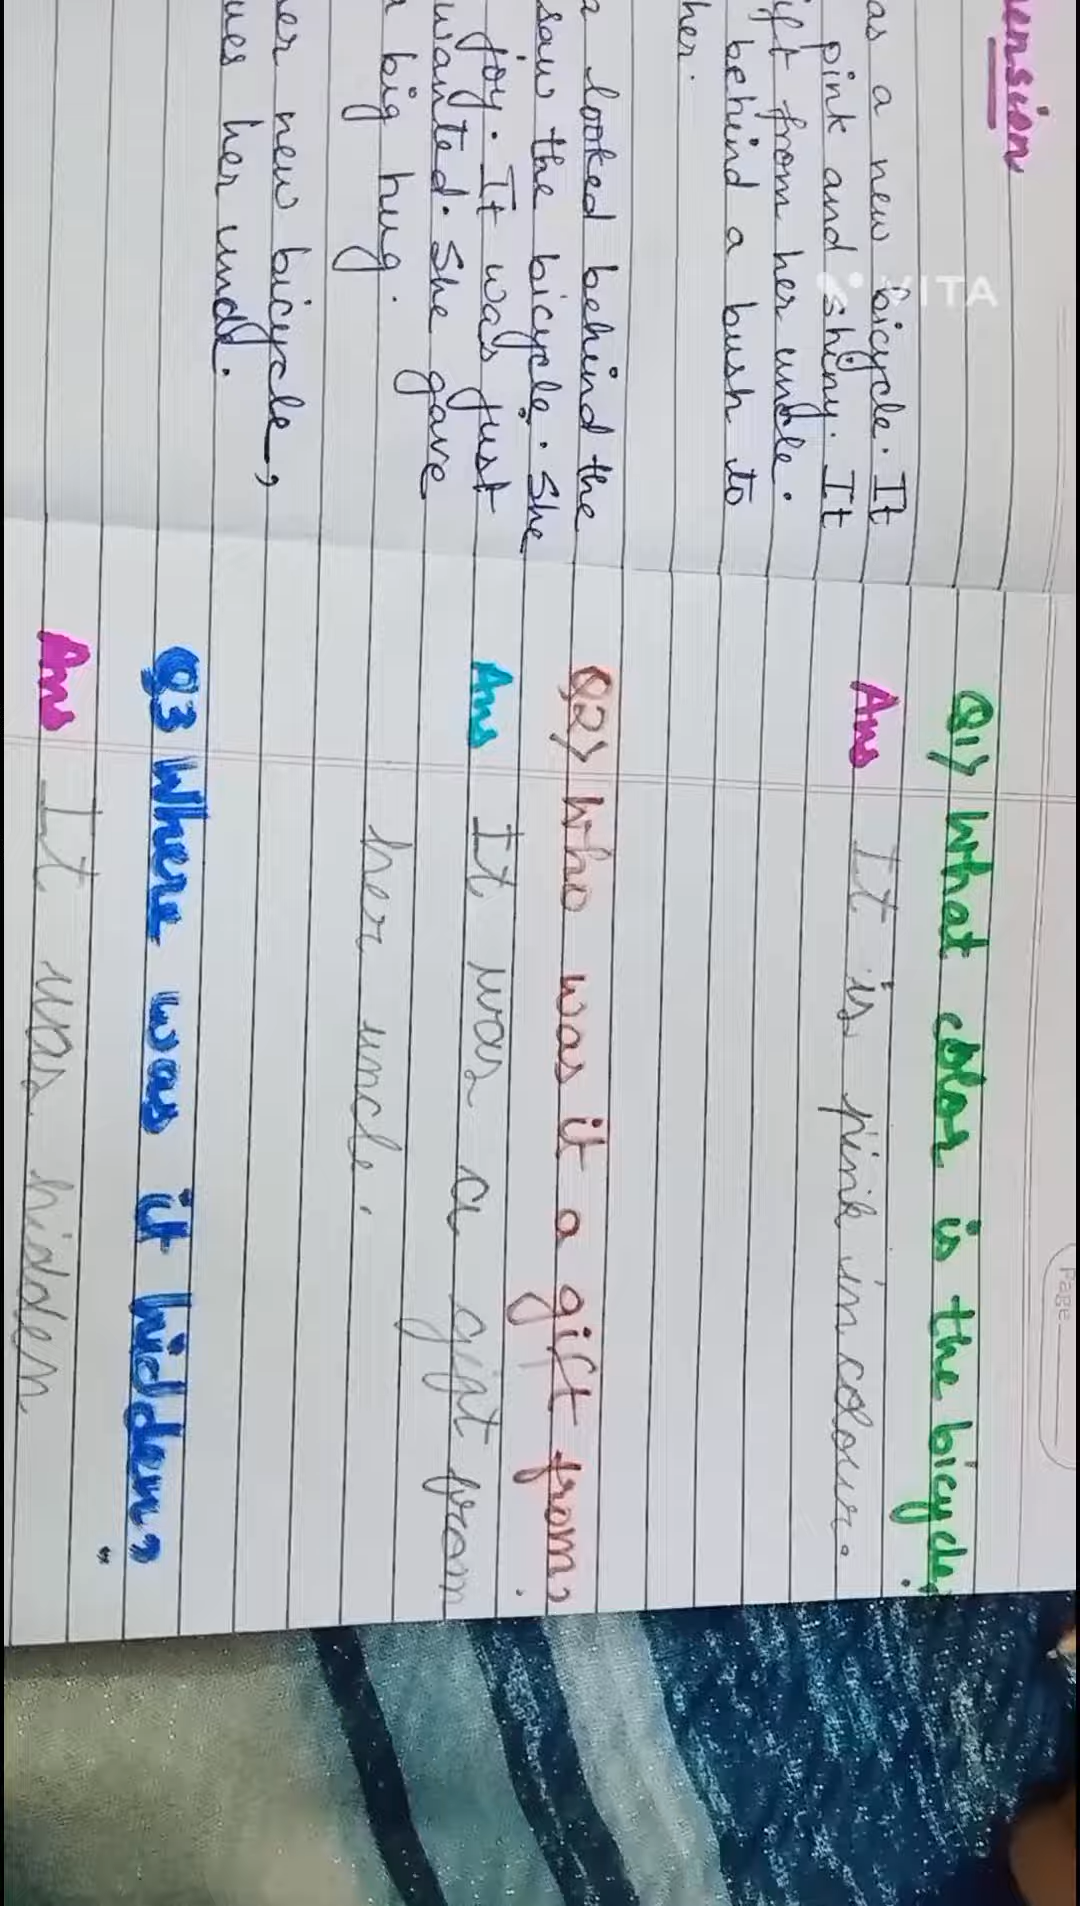 ension
as a new bicycle. It
pink and shiny. It
ift from her uncle.
behind a bush to
her.
a looked behind the
saw the bicycle. She
joy. It was just
wanted. She gave
a big hug.
er new bicycle,
ues her und.
Page
Q1) What color is the bicycle?
Ans It is pink in colour.
Q2) Who was it a gift from?
Ans It was a gift from
her uncle.
Q3 Where was it hidden?
Ans It was hidden
VITA